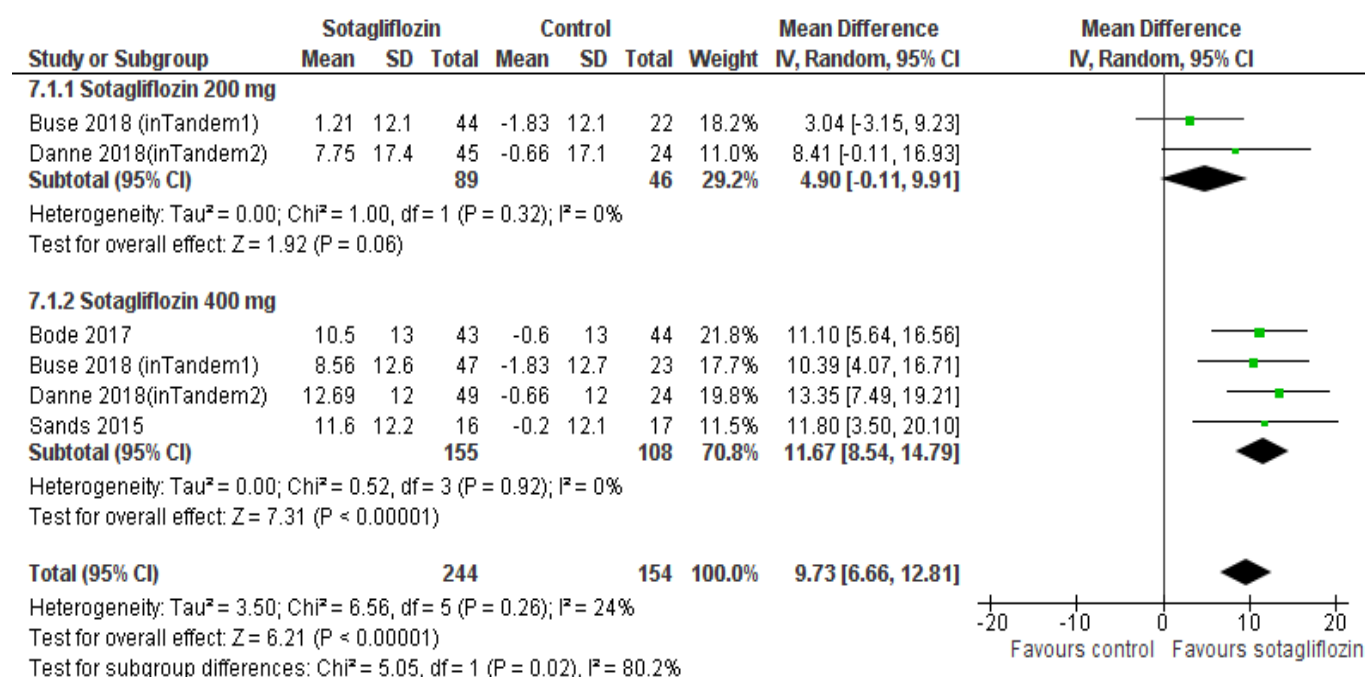 Sotagliflozin Control Mean Difference Mean Difference
Study or Subgroup Mean SD Total Mean SD Total Weight IV, Random, 95% CI IV, Random, 95% CI
7.1.1 Sotagliflozin 200 mg
Buse 2018 (inTandem1) 1.21 12.1 44 -1.83 12.1 22 18.2% 3.04 [-3.15, 9.23]
Danne 2018(inTandem2) 7.75 17.4 45 -0.66 17.1 24 11.0% 8.41 [-0.11, 16.93]
Subtotal (95% CI) 89 46 29.2% 4.90 [-0.11, 9.91]
Heterogeneity: Tau² = 0.00; Chi² = 1.00, df = 1 (P = 0.32); I² = 0%
Test for overall effect: Z = 1.92 (P = 0.06)
7.1.2 Sotagliflozin 400 mg
Bode 2017 10.5 13 43 -0.6 13 44 21.8% 11.10 [5.64, 16.56]
Buse 2018 (inTandem1) 8.56 12.6 47 -1.83 12.7 23 17.7% 10.39 [4.07, 16.71]
Danne 2018(inTandem2) 12.69 12 49 -0.66 12 24 19.8% 13.35 [7.49, 19.21]
Sands 2015 11.6 12.2 16 -0.2 12.1 17 11.5% 11.80 [3.50, 20.10]
Subtotal (95% CI) 155 108 70.8% 11.67 [8.54, 14.79]
Heterogeneity: Tau² = 0.00; Chi² = 0.52, df = 3 (P = 0.92); I² = 0%
Test for overall effect: Z = 7.31 (P < 0.00001)
Total (95% CI) 244 154 100.0% 9.73 [6.66, 12.81]
Heterogeneity: Tau² = 3.50; Chi² = 6.56, df = 5 (P = 0.26); I² = 24%
Test for overall effect: Z = 6.21 (P < 0.00001)
Test for subgroup differences: Chi² = 5.05, df = 1 (P = 0.02), I² = 80.2%
-20 -10 0 10 20
Favours control Favours sotagliflozin